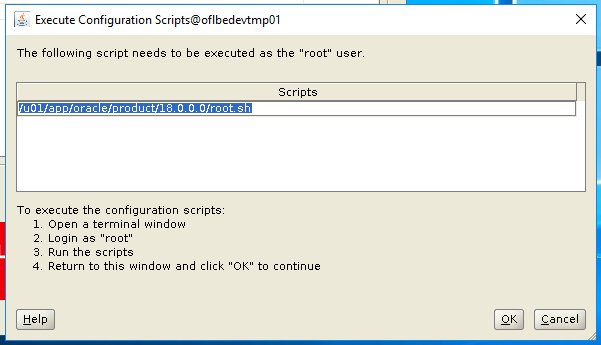 Execute Configuration Scripts@oflbedevtmp01
The following script needs to be executed as the "root" user.
Scripts
/u01/app/oracle/product/18.0.0.0/root.sh
To execute the configuration scripts:
1. Open a terminal window
2. Login as "root"
3. Run the scripts
4. Return to this window and click "OK" to continue
Help
OK
Cancel